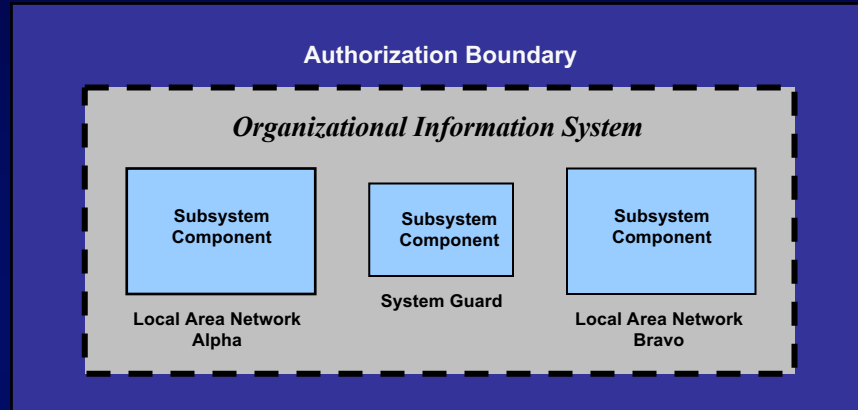 Authorization Boundary
Organizational Information System
Subsystem
Component
Local Area Network
Alpha
Subsystem
Component
System Guard
Subsystem
Component
Local Area Network
Bravo